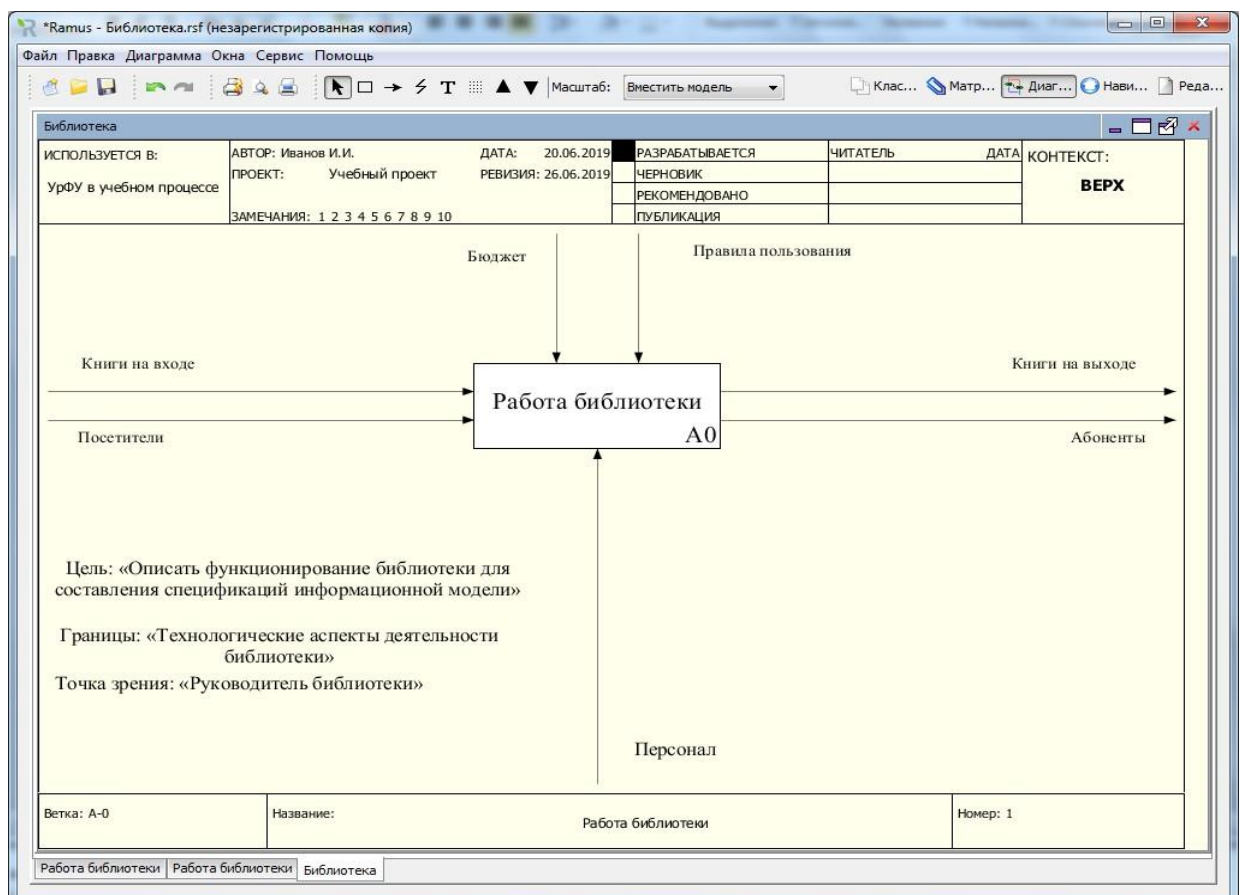 *Ramus - Библиотека.rsf (незарегистрированная копия)
Файл Правка Диаграмма Окна Сервис Помощь
T Масштаб: Вместить модель Клас... Матр... Диаг... Нави... Реда...
Библиотека
ИСПОЛЬЗУЕТСЯ В: АВТОР: Иванов И.И. ДАТА: 20.06.2019 РАЗРАБАТЫВАЕТСЯ ЧИТАТЕЛЬ ДАТА КОНТЕКСТ:
УрФУ в учебном процессе ПРОЕКТ: Учебный проект РЕВИЗИЯ: 26.06.2019 ЧЕРНОВИК ВЕРХ
РЕКОМЕНДОВАНО
ЗАМЕЧАНИЯ: 1 2 3 4 5 6 7 8 9 10 ПУБЛИКАЦИЯ
Бюджет Правила пользования
Книги на входе Книги на выходе
Работа библиотеки
A0
Посетители Абоненты
Цель: «Описать функционирование библиотеки для
составления спецификаций информационной модели»
Границы: «Технологические аспекты деятельности
библиотеки»
Точка зрения: «Руководитель библиотеки»
Персонал
Ветка: A-0 Название: Работа библиотеки Номер: 1
Работа библиотеки Работа библиотеки Библиотека